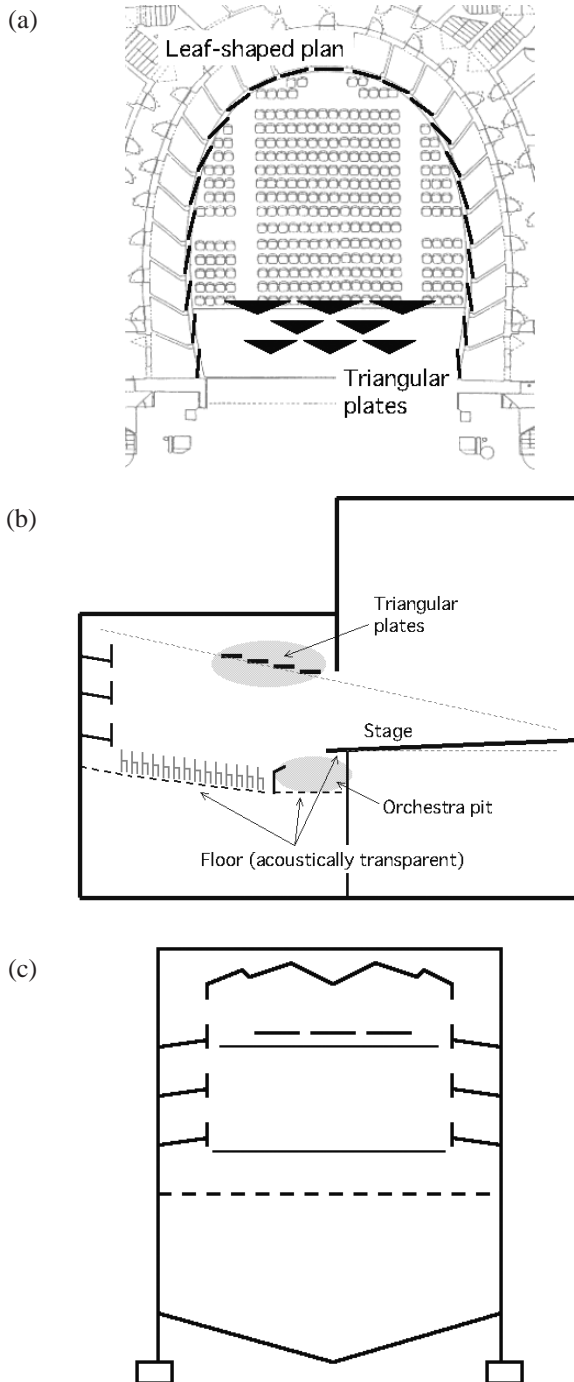 (a)
Leaf-shaped plan
Triangular
plates
(b)
Triangular
plates
Stage
Orchestra pit
Floor (acoustically transparent)
(c)